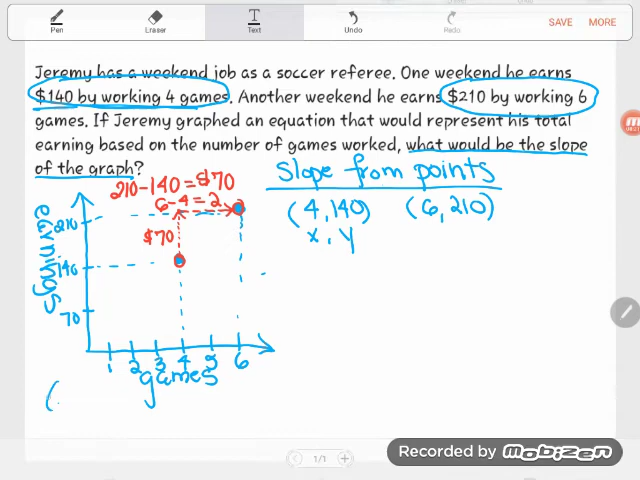 Pen
Eraser
Text
Undo
Redo
SAVE
MORE
Jeremy has a weekend job as a soccer referee. One weekend he earns
$140 by working 4 games. Another weekend he earns $210 by working 6
games. If Jeremy graphed an equation that would represent his total
earning based on the number of games worked, what would be the slope
of the graph?
Slope from points
210-140=$70
6-4=2
(4,140) (6,210)
x, y
$70
earnings
210
140
70
1 2 3 4 5 6
games
(
1/1
Recorded by mobizen